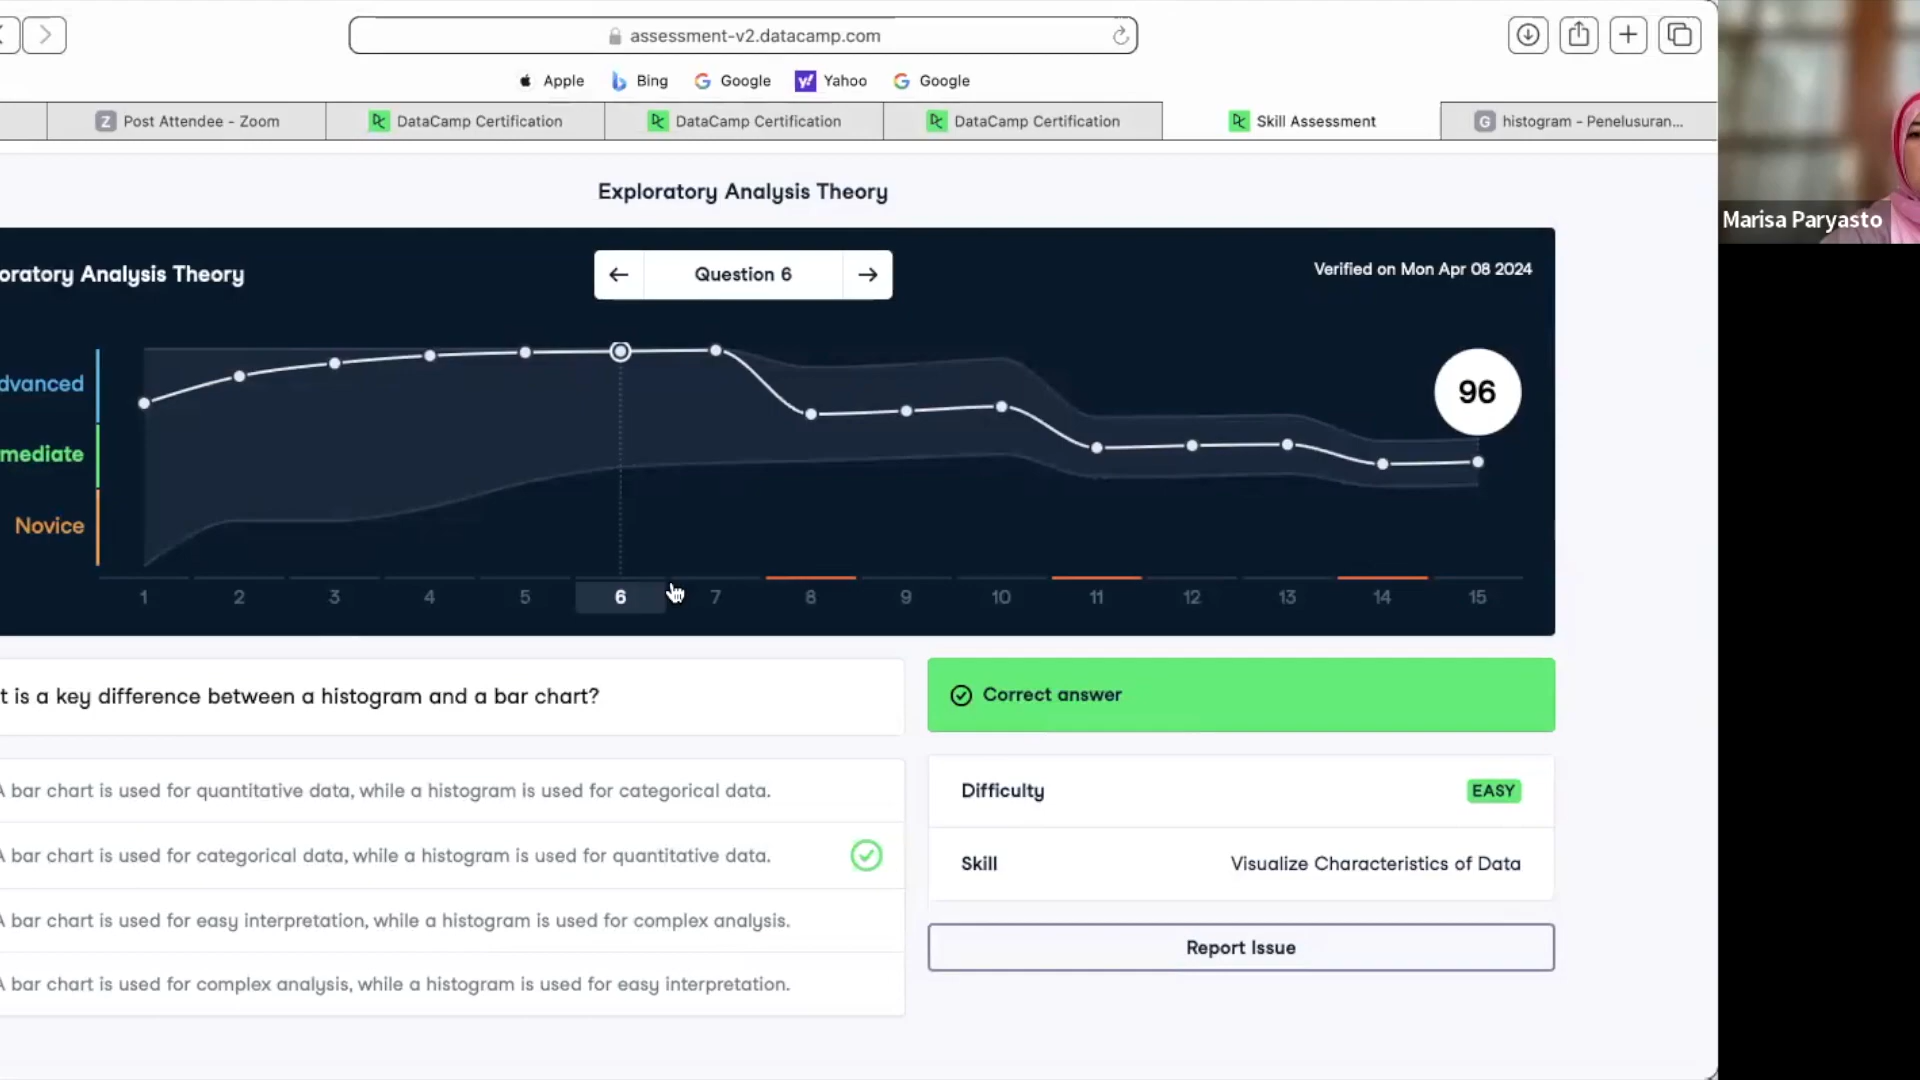 assessment-v2.datacamp.com
Apple Bing Google Yahoo Google
Post Attendee - Zoom DataCamp Certification DataCamp Certification DataCamp Certification Skill Assessment histogram - Penelusuran...
Exploratory Analysis Theory
oratory Analysis Theory
Question 6
Verified on Mon Apr 08 2024
dvanced
mediate
Novice
96
1 2 3 4 5 6 7 8 9 10 11 12 13 14 15
t is a key difference between a histogram and a bar chart?
A bar chart is used for quantitative data, while a histogram is used for categorical data.
A bar chart is used for categorical data, while a histogram is used for quantitative data.
A bar chart is used for easy interpretation, while a histogram is used for complex analysis.
A bar chart is used for complex analysis, while a histogram is used for easy interpretation.
Correct answer
Difficulty EASY
Skill Visualize Characteristics of Data
Report Issue
Marisa Paryasto